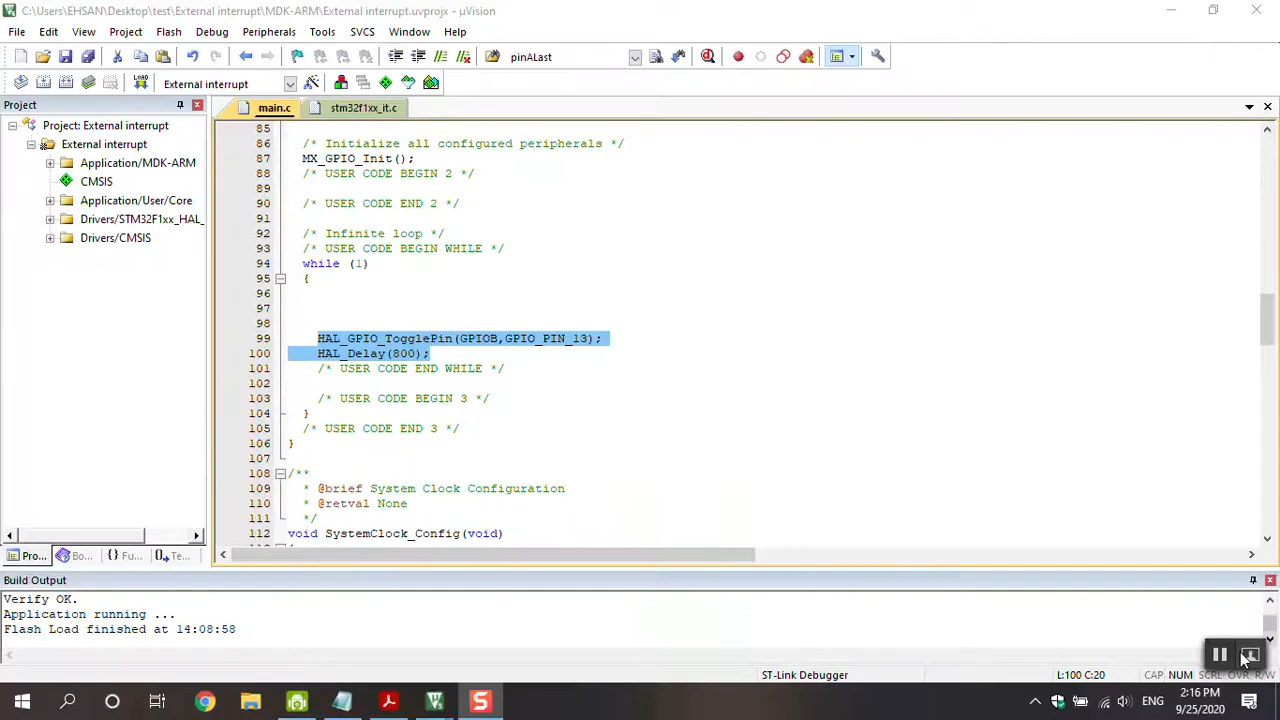 C:\Users\EHSAN\Desktop\test\External interrupt\MDK-ARM\External interrupt.uvprojx - µVision
File Edit View Project Flash Debug Peripherals Tools SVCS Window Help
pinALast
LOAD External interrupt
Project
main.c stm32f1xx_it.c
Project: External interrupt
External interrupt
Application/MDK-ARM
CMSIS
Application/User/Core
Drivers/STM32F1xx_HAL_
Drivers/CMSIS
85
86 /* Initialize all configured peripherals */
87 MX_GPIO_Init();
88 /* USER CODE BEGIN 2 */
89
90 /* USER CODE END 2 */
91
92 /* Infinite loop */
93 /* USER CODE BEGIN WHILE */
94 while (1)
95 {
96
97
98
99 HAL_GPIO_TogglePin(GPIOB,GPIO_PIN_13);
100 HAL_Delay(800);
101 /* USER CODE END WHILE */
102
103 /* USER CODE BEGIN 3 */
104 }
105 /* USER CODE END 3 */
106 }
107
108 /**
109 * @brief System Clock Configuration
110 * @retval None
111 */
112 void SystemClock_Config(void)
Pro... Bo... {} Fu... Te...
Build Output
Verify OK.
Application running ...
Flash Load finished at 14:08:58
ST-Link Debugger L:100 C:20 CAP NUM SCRL OVR R/W
ENG
2:16 PM
9/25/2020